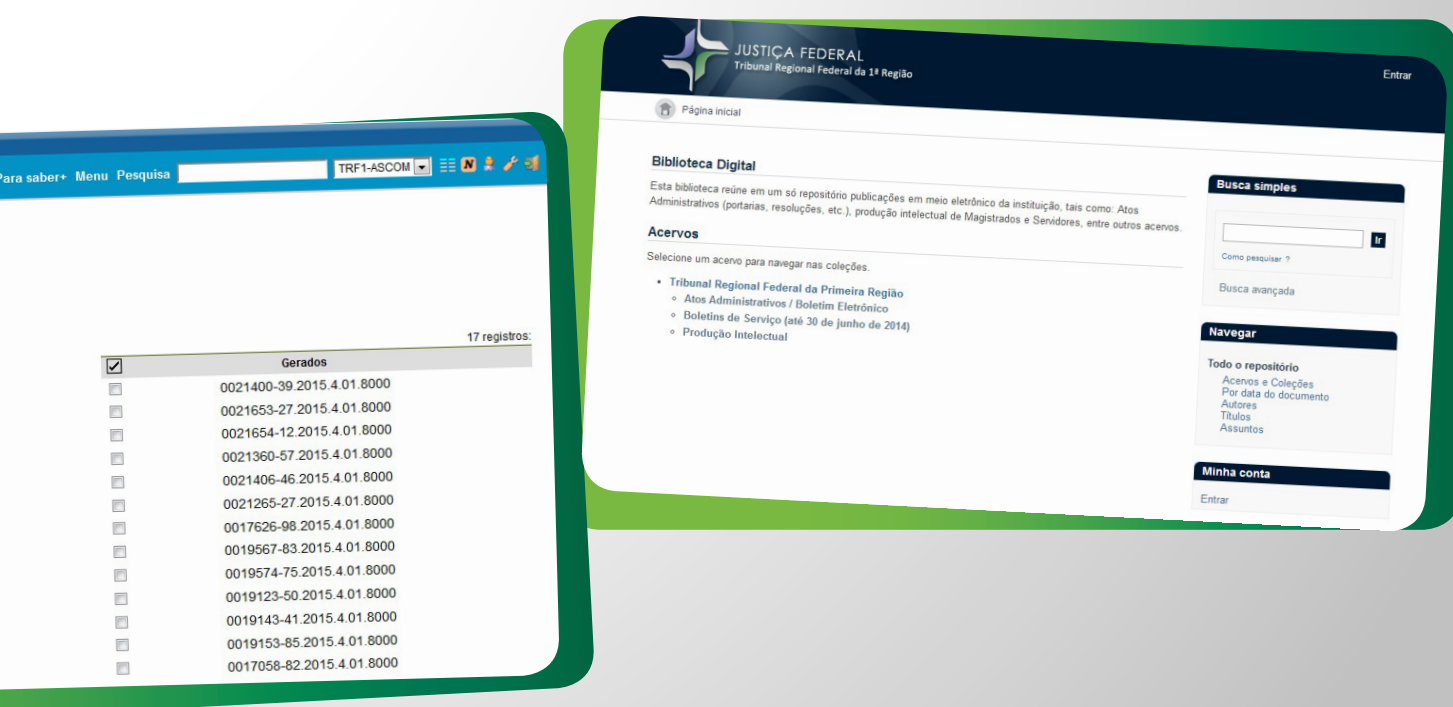 Para saber+ Menu Pesquisa TRF1-ASCOM N
17 registros:
Gerados
0021400-39.2015.4.01.8000
0021653-27.2015.4.01.8000
0021654-12.2015.4.01.8000
0021360-57.2015.4.01.8000
0021406-46.2015.4.01.8000
0021265-27.2015.4.01.8000
0017626-98.2015.4.01.8000
0019567-83.2015.4.01.8000
0019574-75.2015.4.01.8000
0019123-50.2015.4.01.8000
0019143-41.2015.4.01.8000
0019153-85.2015.4.01.8000
0017058-82.2015.4.01.8000
JUSTIÇA FEDERAL
Tribunal Regional Federal da 1ª Região
Entrar
Página inicial
Biblioteca Digital
Esta biblioteca reúne em um só repositório publicações em meio eletrônico da instituição, tais como: Atos
Administrativos (portarias, resoluções, etc.), produção intelectual de Magistrados e Servidores, entre outros acervos.
Acervos
Selecione um acervo para navegar nas coleções.
Tribunal Regional Federal da Primeira Região
Atos Administrativos / Boletim Eletrônico
Boletins de Serviço (até 30 de junho de 2014)
Produção Intelectual
Busca simples
Ir
Como pesquisar ?
Busca avançada
Navegar
Todo o repositório
Acervos e Coleções
Por data do documento
Autores
Títulos
Assuntos
Minha conta
Entrar